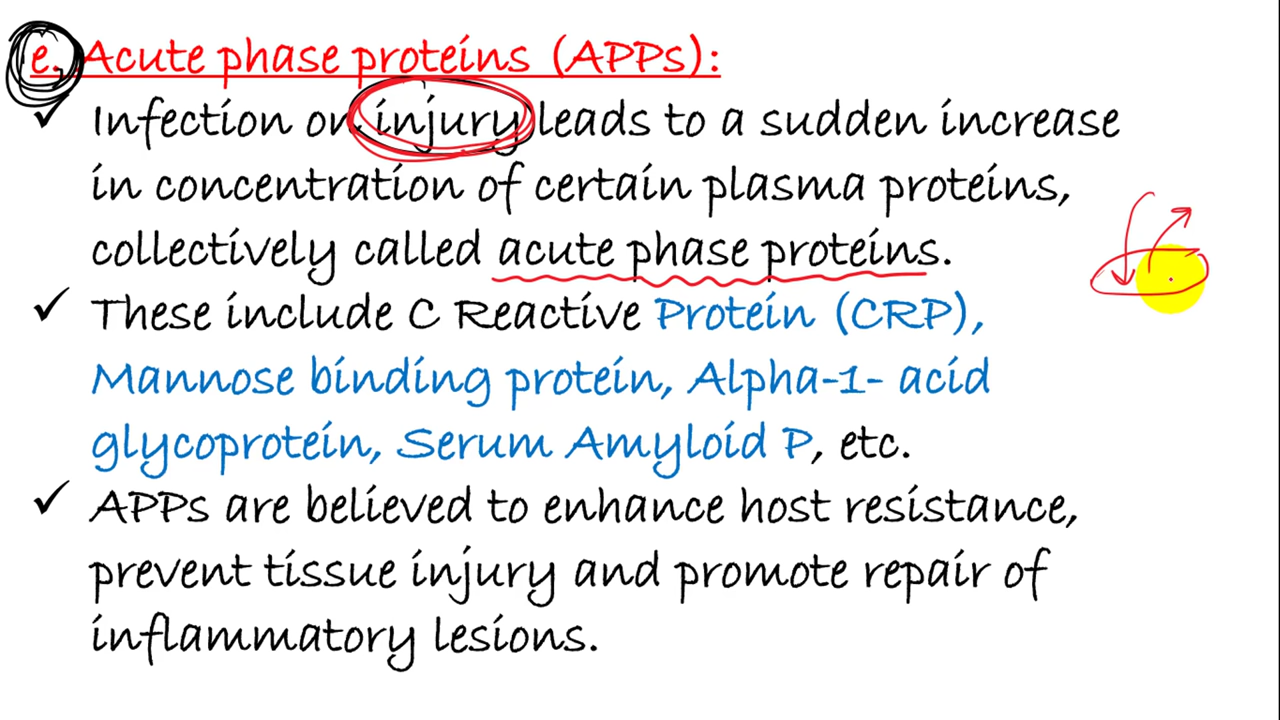 e. Acute phase proteins (APPs):
✓ Infection or injury leads to a sudden increase
in concentration of certain plasma proteins,
collectively called acute phase proteins.
✓ These include C Reactive Protein (CRP),
Mannose binding protein, Alpha-1- acid
glycoprotein, Serum Amyloid P, etc.
✓ APPs are believed to enhance host resistance,
prevent tissue injury and promote repair of
inflammatory lesions.